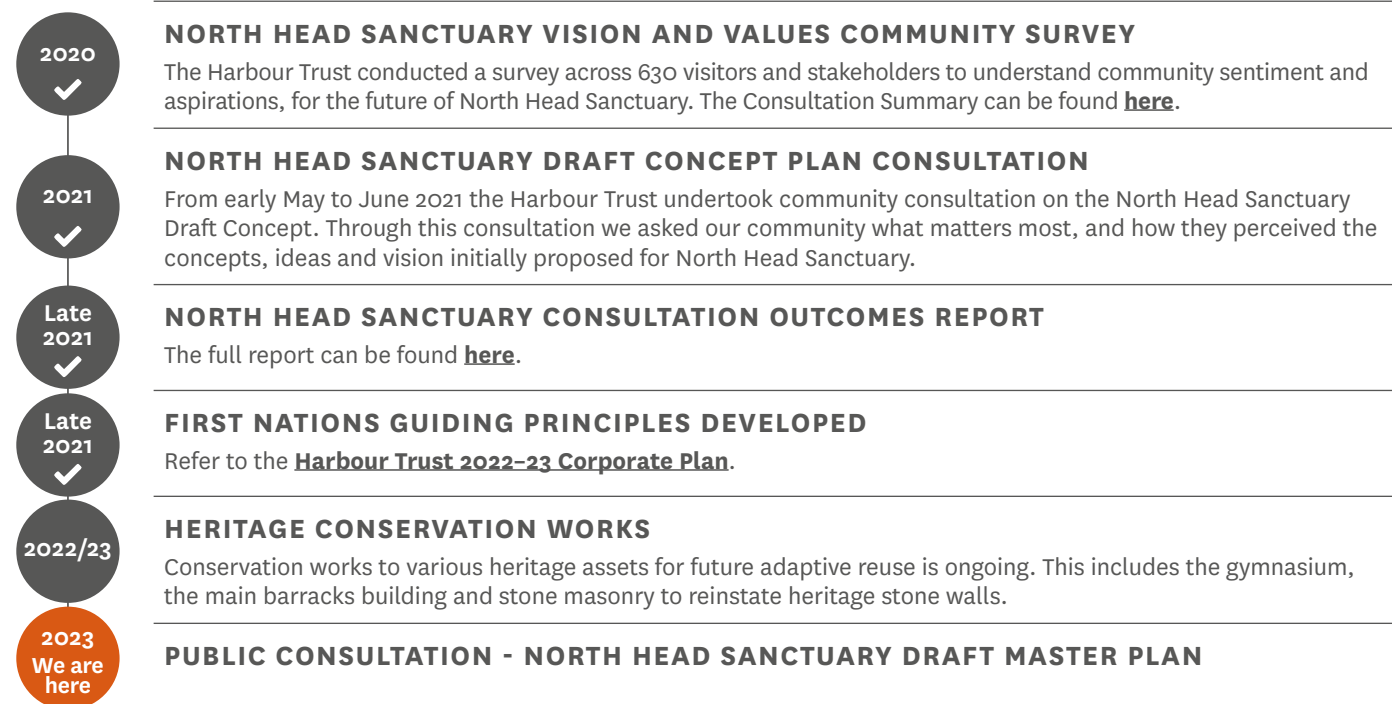 2020
NORTH HEAD SANCTUARY VISION AND VALUES COMMUNITY SURVEY
The Harbour Trust conducted a survey across 630 visitors and stakeholders to understand community sentiment and
aspirations, for the future of North Head Sanctuary. The Consultation Summary can be found here.
2021
NORTH HEAD SANCTUARY DRAFT CONCEPT PLAN CONSULTATION
From early May to June 2021 the Harbour Trust undertook community consultation on the North Head Sanctuary
Draft Concept. Through this consultation we asked our community what matters most, and how they perceived the
concepts, ideas and vision initially proposed for North Head Sanctuary.
Late
2021
NORTH HEAD SANCTUARY CONSULTATION OUTCOMES REPORT
The full report can be found here.
Late
2021
FIRST NATIONS GUIDING PRINCIPLES DEVELOPED
Refer to the Harbour Trust 2022–23 Corporate Plan.
2022/23
HERITAGE CONSERVATION WORKS
Conservation works to various heritage assets for future adaptive reuse is ongoing. This includes the gymnasium,
the main barracks building and stone masonry to reinstate heritage stone walls.
2023
We are
here
PUBLIC CONSULTATION - NORTH HEAD SANCTUARY DRAFT MASTER PLAN